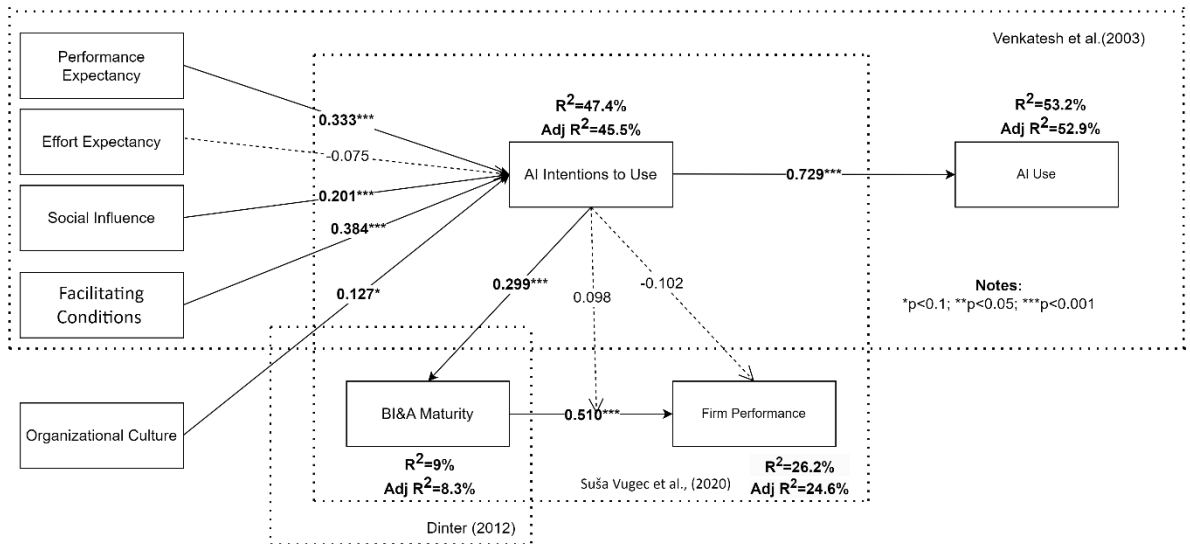 Venkatesh et al.(2003)
Performance
Expectancy
R2=47.4%
Adj R2=45.5%
R2=53.2%
Adj R2=52.9%
0.333***
Effort Expectancy
-0.075
AI Intentions to Use
0.729***
AI Use
Social Influence
0.201***
0.384***
Facilitating
Conditions
0.127*
0.299***
0.098
-0.102
Notes:
*p<0.1; **p<0.05; ***p<0.001
Organizational Culture
BI&A Maturity
0.510***
Firm Performance
R2=9%
Adj R2=8.3%
Suša Vugec et al., (2020)
R2=26.2%
Adj R2=24.6%
Dinter (2012)